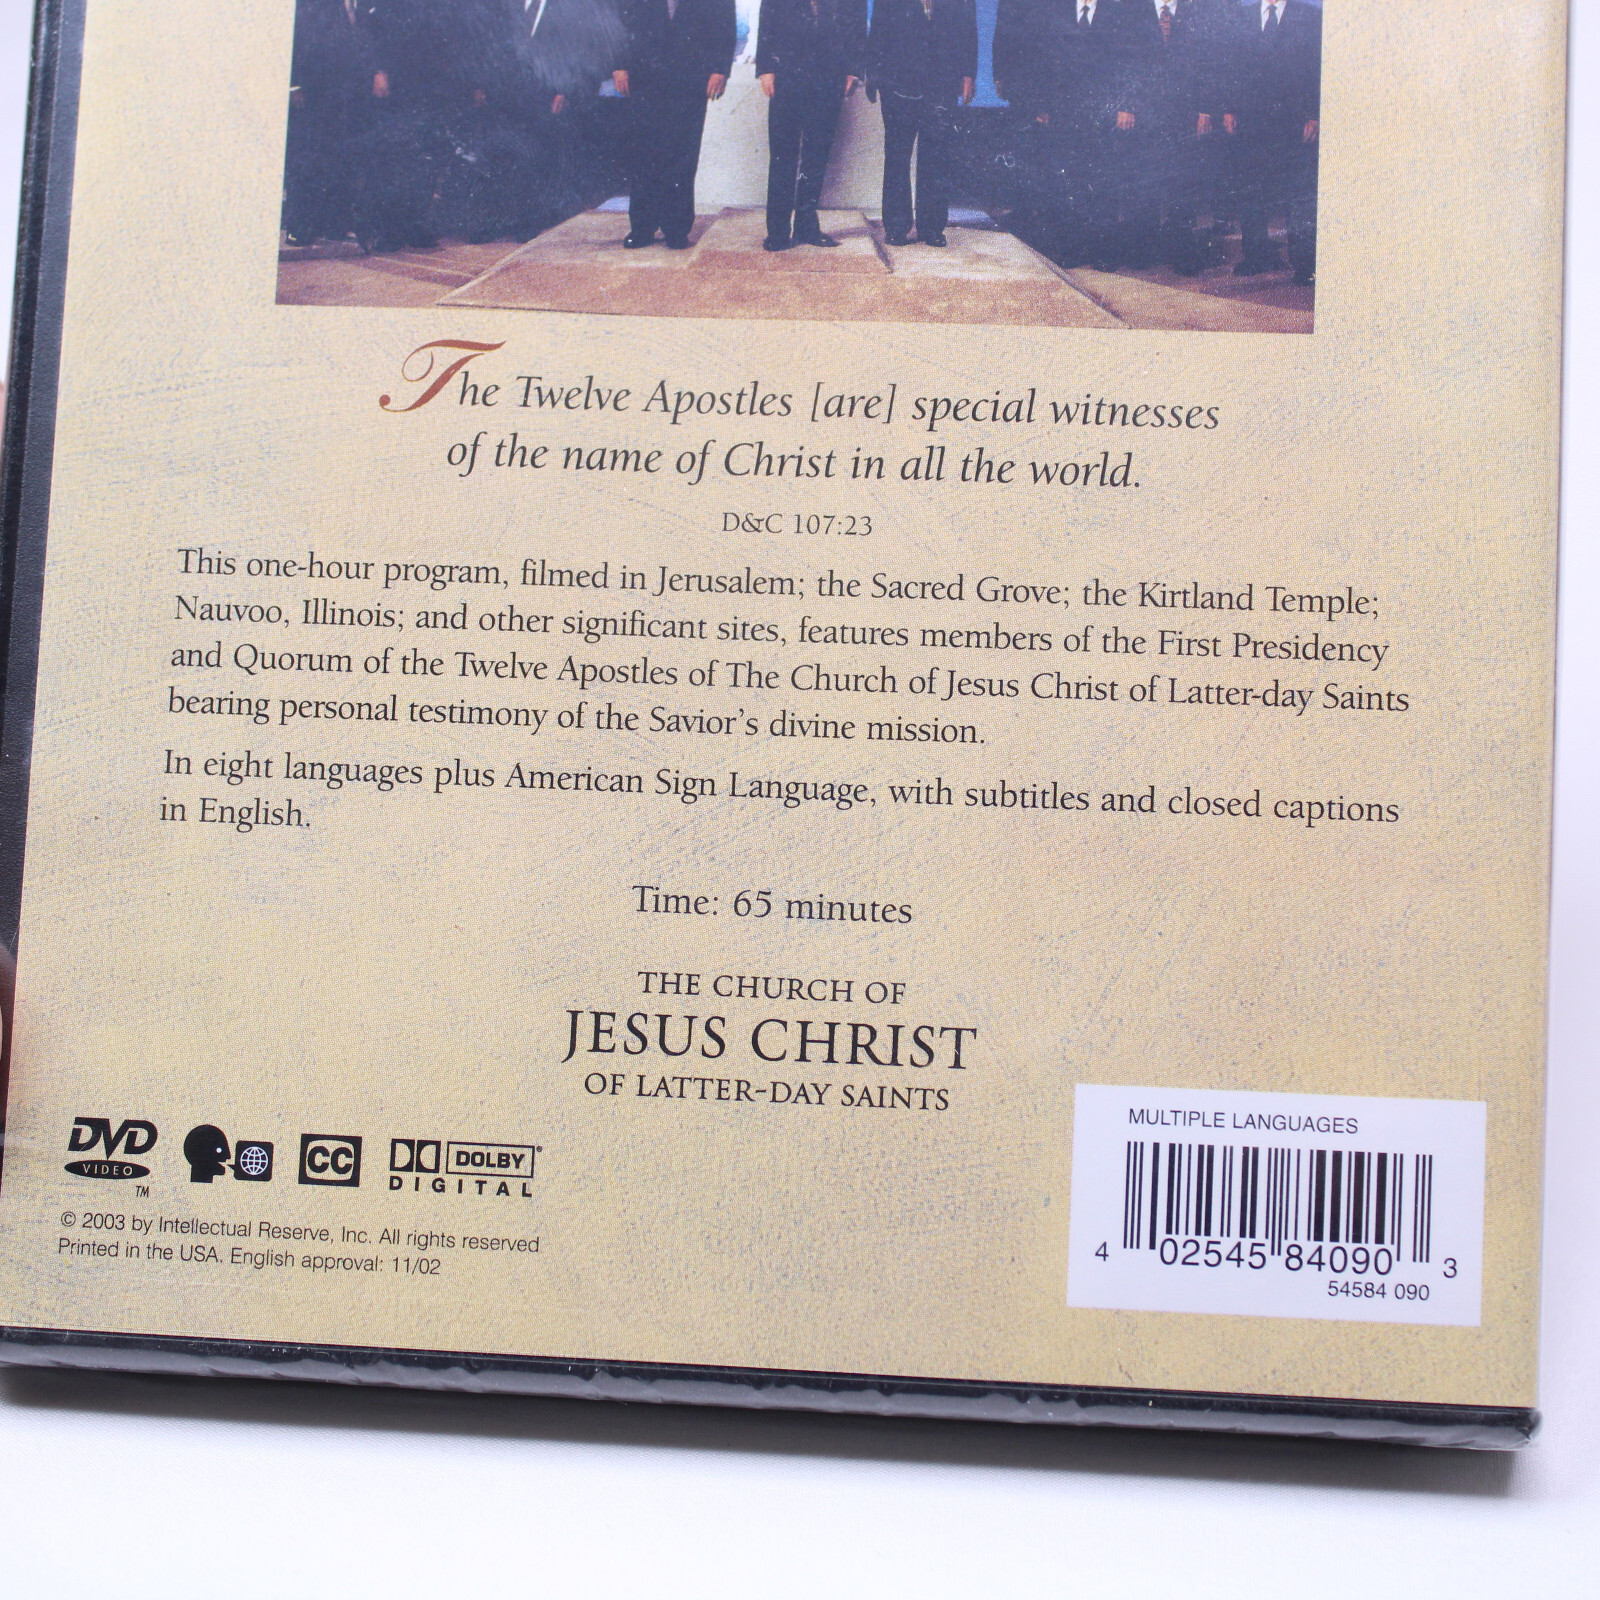 The Twelve Apostles [are] special witnesses
of the name of Christ in all the world.
D&C 107:23
This one-hour program, filmed in Jerusalem; the Sacred Grove; the Kirtland Temple;
Nauvoo, Illinois; and other significant sites, features members of the First Presidency
and Quorum of the Twelve Apostles of The Church of Jesus Christ of Latter-day Saints
bearing personal testimony of the Savior's divine mission.
In eight languages plus American Sign Language, with subtitles and closed captions
in English.
Time: 65 minutes
THE CHURCH OF
JESUS CHRIST
OF LATTER-DAY SAINTS
DVD
VIDEO
TM
CC
DOLBY®
DIGITAL
© 2003 by Intellectual Reserve, Inc. All rights reserved
Printed in the USA. English approval: 11/02
MULTIPLE LANGUAGES
4 02545 84090 3
54584 090